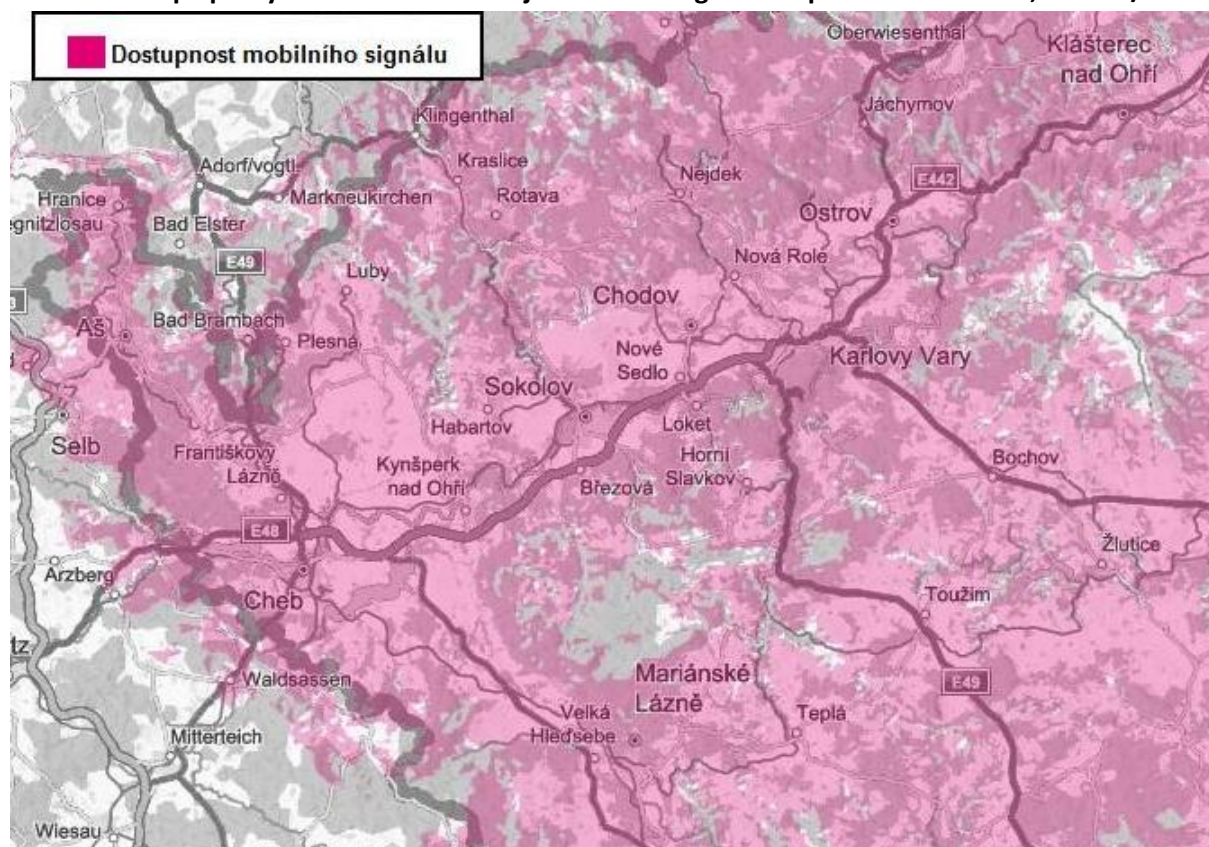 Dostupnost mobilního signálu
Oberwiesenthal
Klášterec
nad Ohří
Klingenthal
Jáchymov
Adorf/vogtl.
Kraslice
Nejdek
E442
Hranice
Markneukirchen
Rotava
Ostrov
egnitzlosau
Bad Elster
E49
Luby
Nová Role
Chodov
Aš
Bad Brambach
Plesná
Nové
Sedlo
Karlovy Vary
Sokolov
Selb
Habartov
Loket
Františkovy
Lázně
Kynšperk
nad Ohří
Horní
Slavkov
Bochov
Březová
E48
Žlutice
Arzberg
Cheb
Toužim
tz
Mariánské
Lázně
E49
Waldsassen
Velká
Hleďsebe
Teplá
Mitterteich
Wiesau